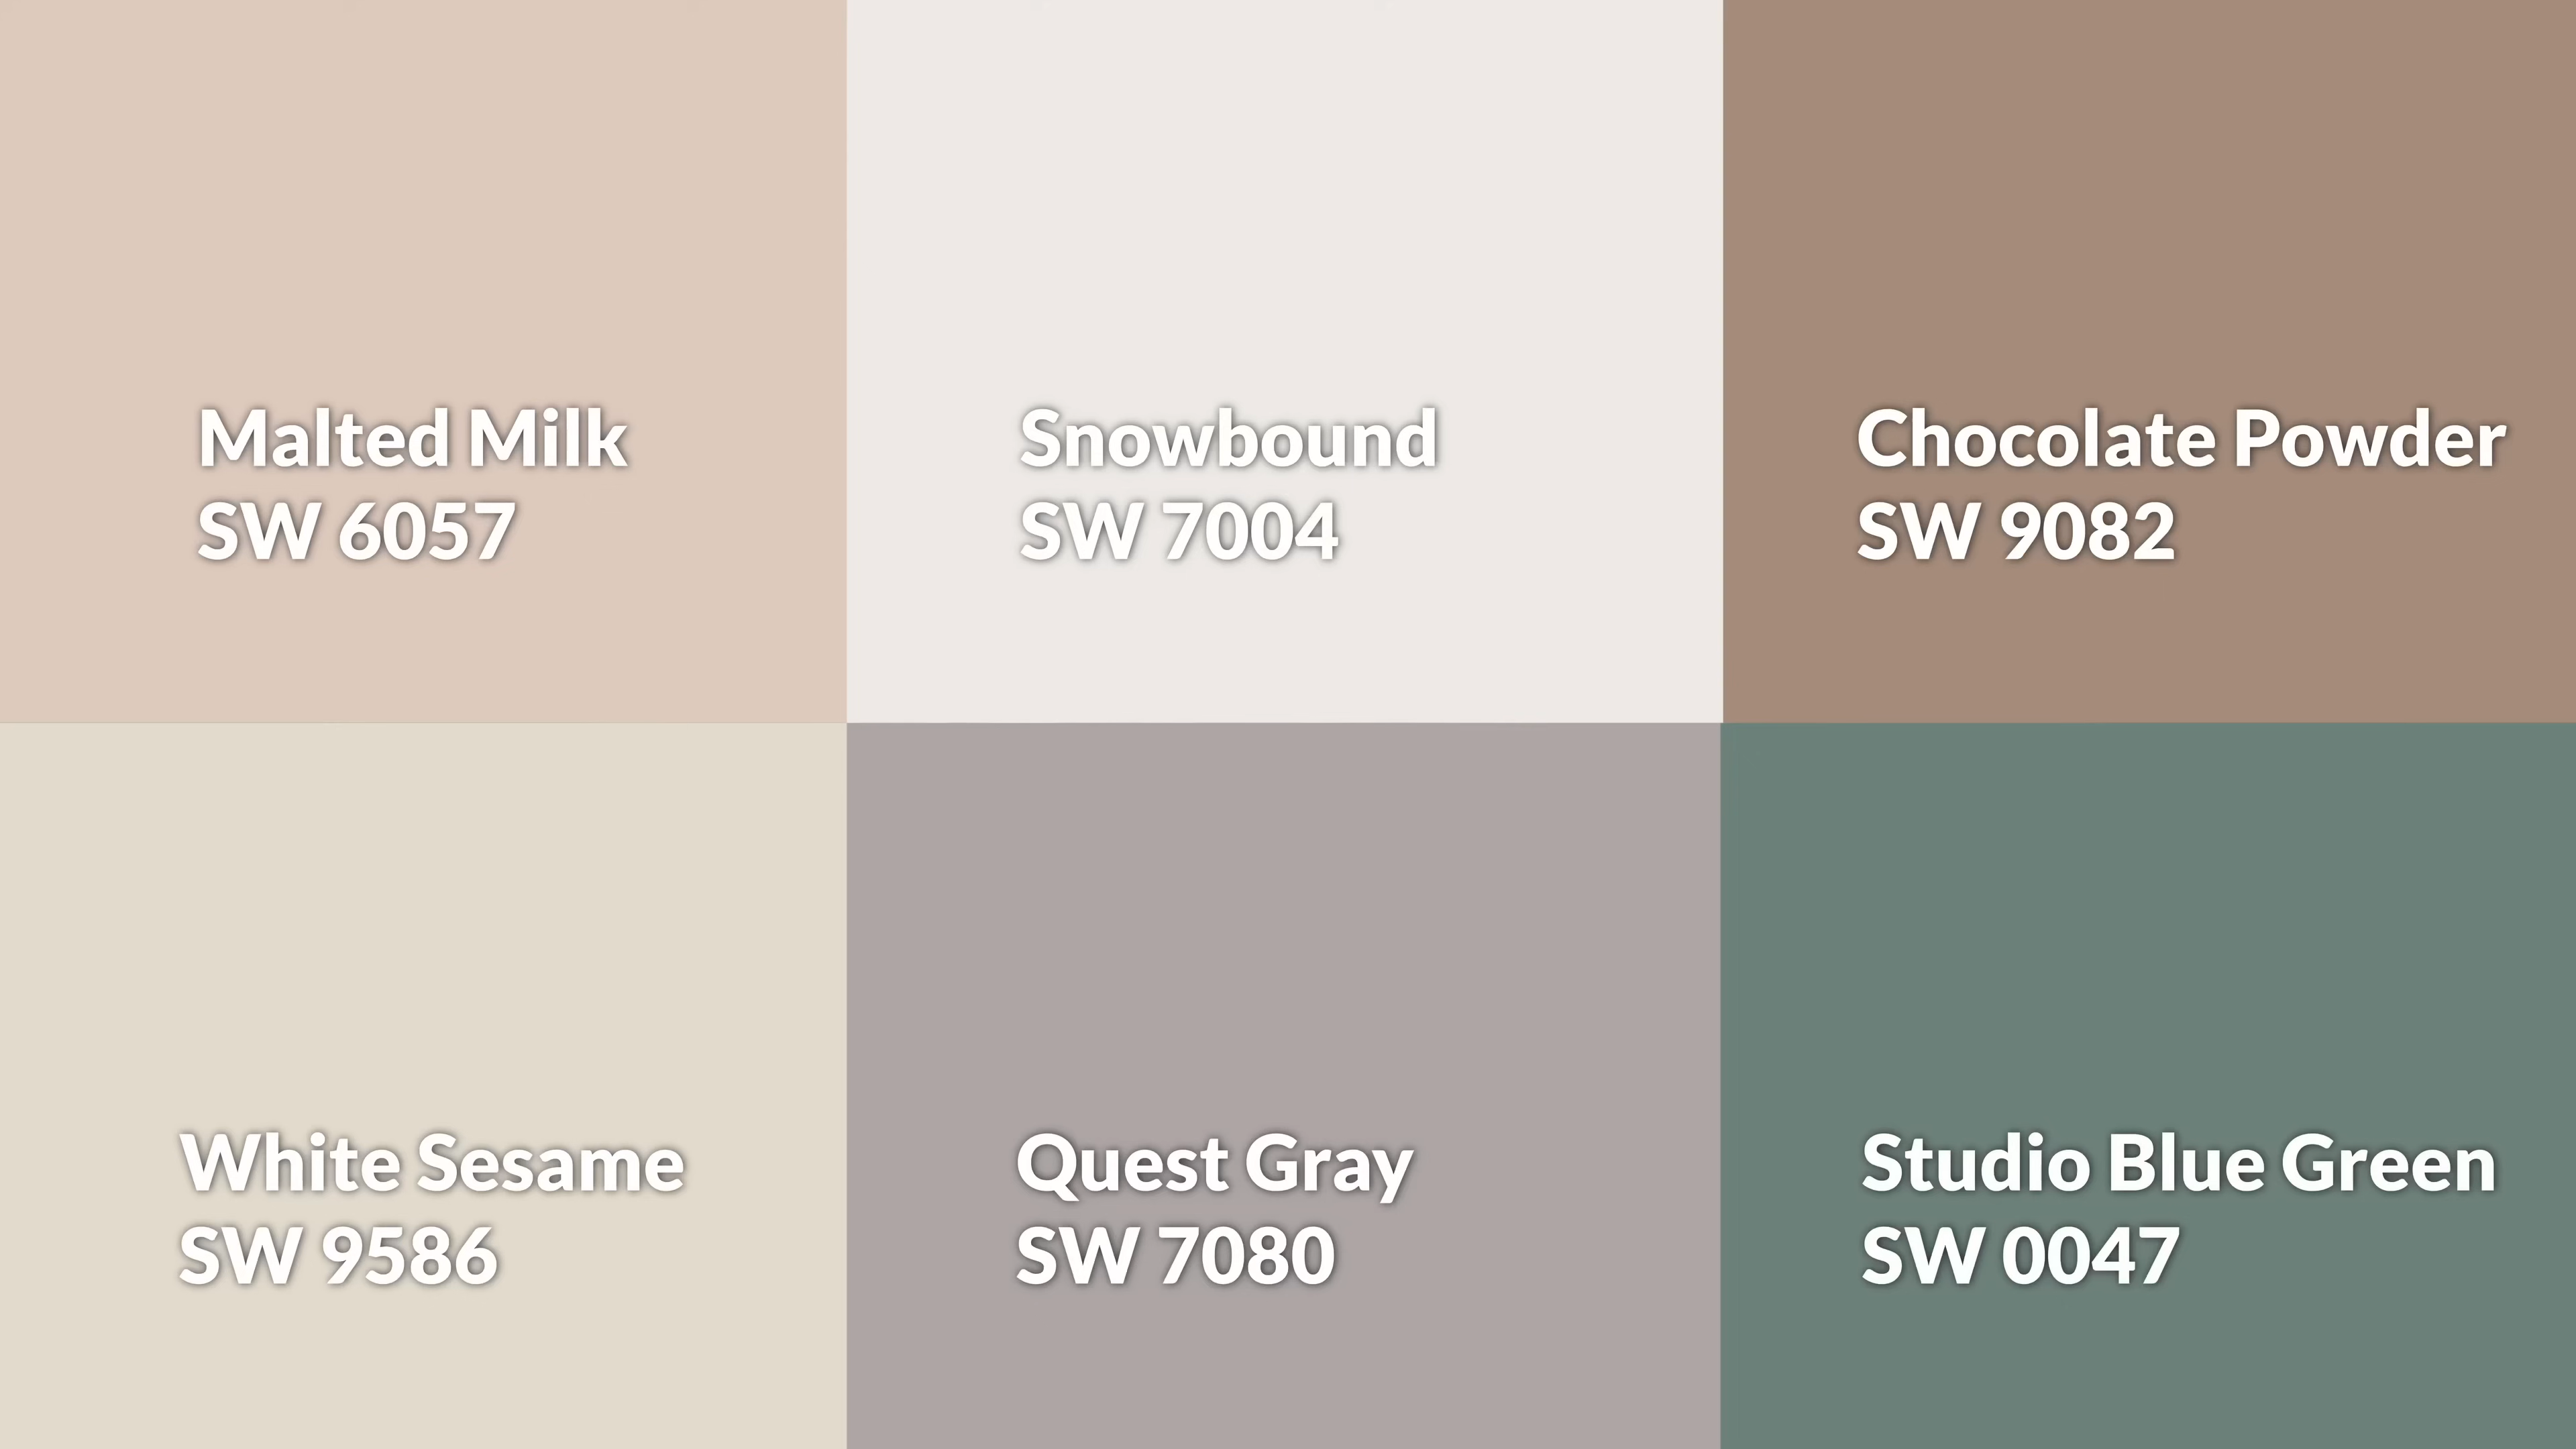 Malted Milk
SW 6057
Snowbound
SW 7004
Chocolate Powder
SW 9082
White Sesame
SW 9586
Quest Gray
SW 7080
Studio Blue Green
SW 0047